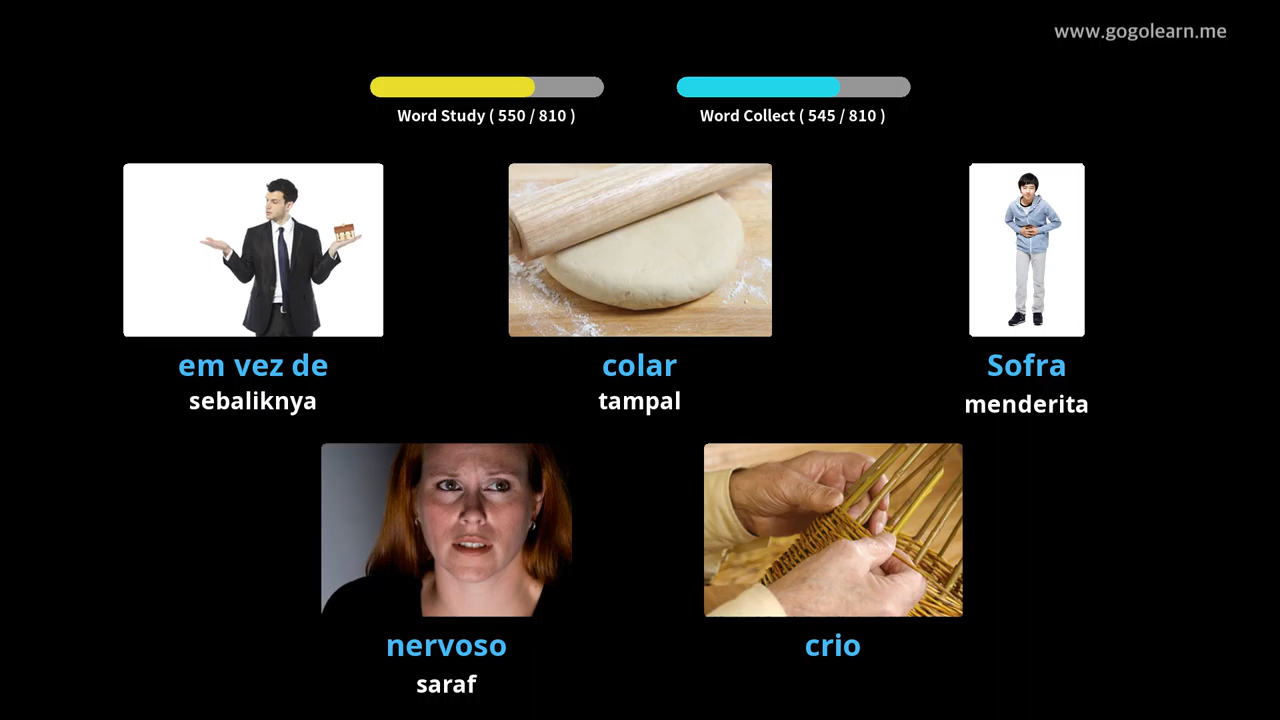 www.gogolearn.me
Word Study ( 550 / 810 )
Word Collect ( 545 / 810 )
em vez de
sebaliknya
colar
tampal
Sofra
menderita
nervoso
saraf
crio